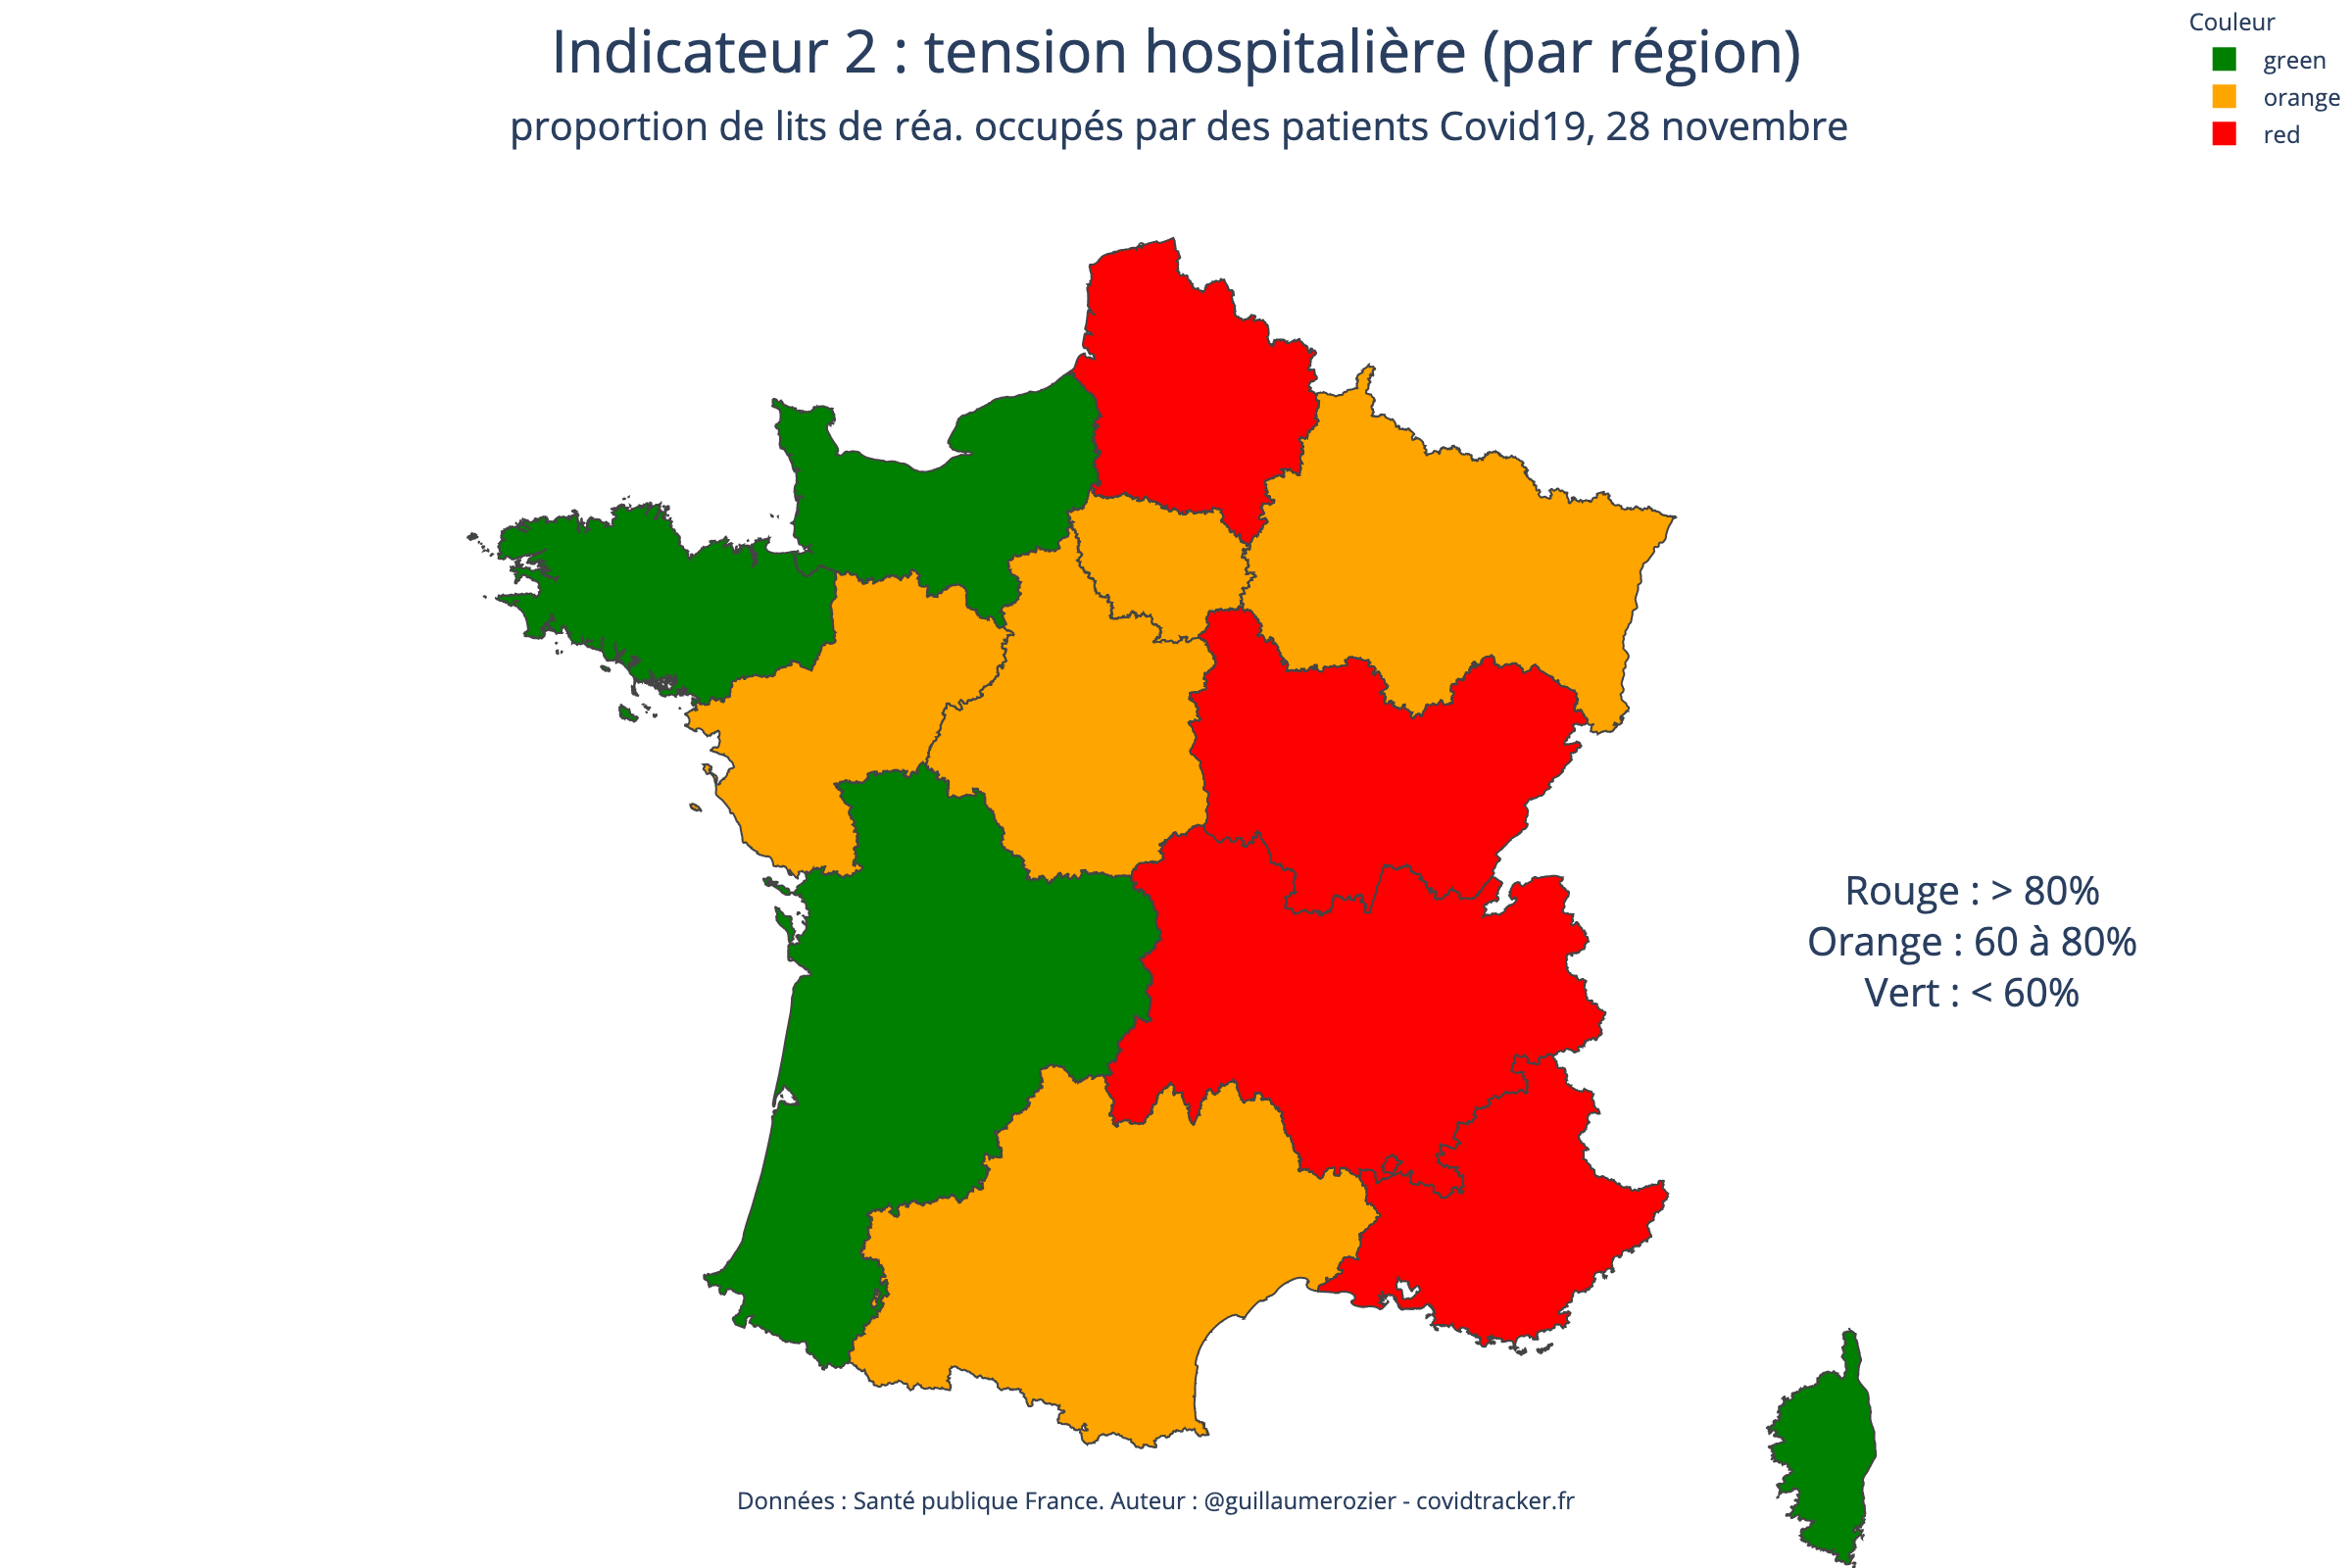 Indicateur 2 : tension hospitalière (par région)
proportion de lits de réa. occupés par des patients Covid19, 28 novembre
Couleur
green
orange
red
Rouge : > 80%
Orange : 60 à 80%
Vert : < 60%
Données : Santé publique France. Auteur : @guillaumerozier - covidtracker.fr